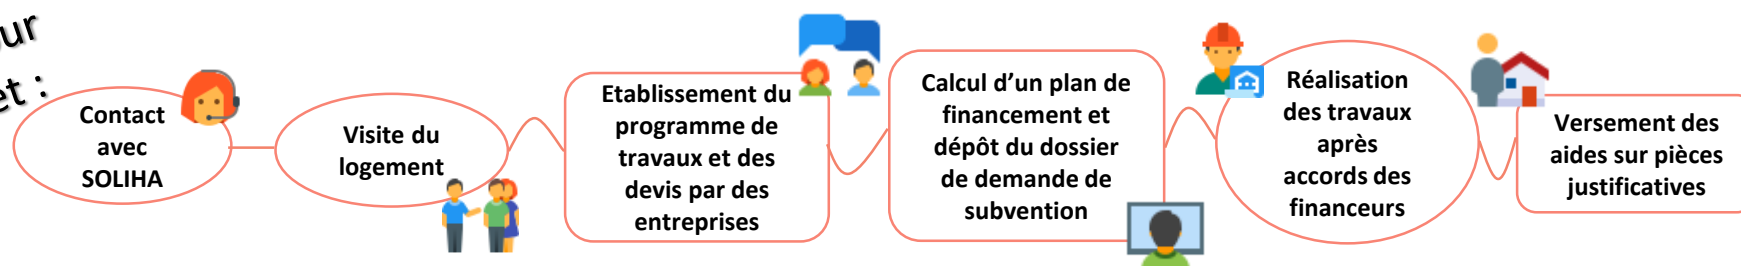 et :
Contact
avec
SOLIHA
Visite du
logement
Etablissement du
programme de
travaux et des
devis par des
entreprises
Calcul d’un plan de
financement et
dépôt du dossier
de demande de
subvention
Réalisation
des travaux
après
accords des
financeurs
Versement des
aides sur pièces
justificatives